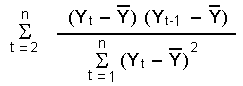 n
Σ
t = 2
(Yt − Y̅) (Yt-1 − Y̅)
n
Σ (Yt − Y̅)²
t = 1